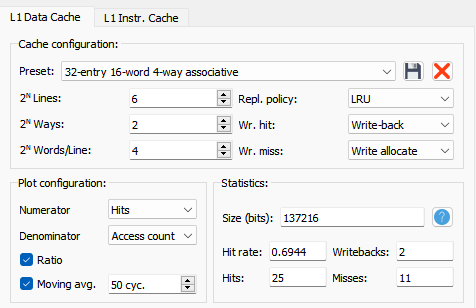 L1 Data Cache L1 Instr. Cache
Cache configuration:
Preset: 32-entry 16-word 4-way associative
2ᴺ Lines: 6 Repl. policy: LRU
2ᴺ Ways: 2 Wr. hit: Write-back
2ᴺ Words/Line: 4 Wr. miss: Write allocate
Plot configuration:
Numerator Hits
Denominator Access count
Ratio
Moving avg. 50 cyc.
Statistics:
Size (bits): 137216 ?
Hit rate: 0.6944 Writebacks: 2
Hits: 25 Misses: 11